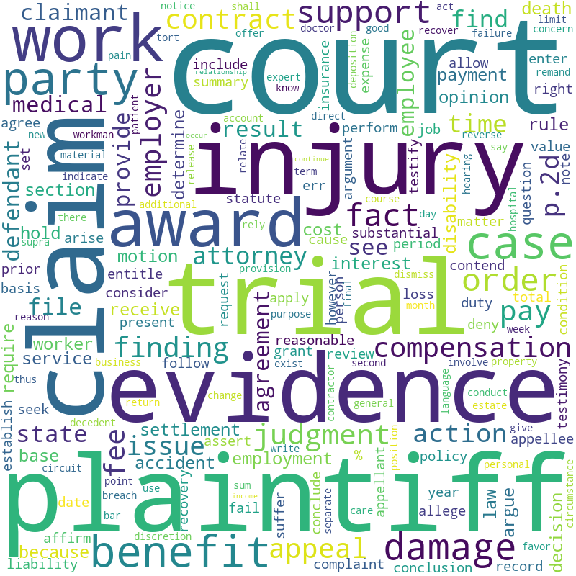 claimant
contract
support
find
death
notice
shall
act
limit
concern
tort
offer
doctor
good
failure
recover
work
court
pain
include
relationship
expert
know
insurance
deposition
expense
employee
allow
enter
remand
party
summary
payment
right
medical
patient
opinion
new
account
direct
perform
job
reverse
value
agree
workman
provide
employer
result
determine
time
say
rule
set
material
occur
release
relate
argument
testify
hearing
note
indicate
claim
injury
term
continue
err
statute
day
disability
question
hospital
p.2d
defendant
section
there
additional
award
fact
substantial
case
supra
hold
arise
motion
attorney
rely
cost
cause
see
period
condition
prior
entitle
interest
course
contend
basis
consider
request
provision
dismiss
order
reason
file
receive
present
trial
apply
purpose
however
person
trial
loss
month
duty
total
deny
pay
require
worker
finding
grant
reasonable
compensation
week
thus
business
service
follow
exist
review
second
involve
property
establish
seek
return
change
agreement
contractor
general
language
conduct
testimony
decedent
state
fee
settlement
assert
judgment
action
give
estate
appellee
circuit
base
issue
accident
employment
write
%
policy
position
evidence
point
use
recovery
sum
conclude
appellant
year
law
argue
personal
date
breach
because
bar
fail
suffer
separate
care
allege
decision
circumstance
plaintiff
affirm
discretion
income
liability
benefit
appeal
complaint
conclusion
damage
record
favor